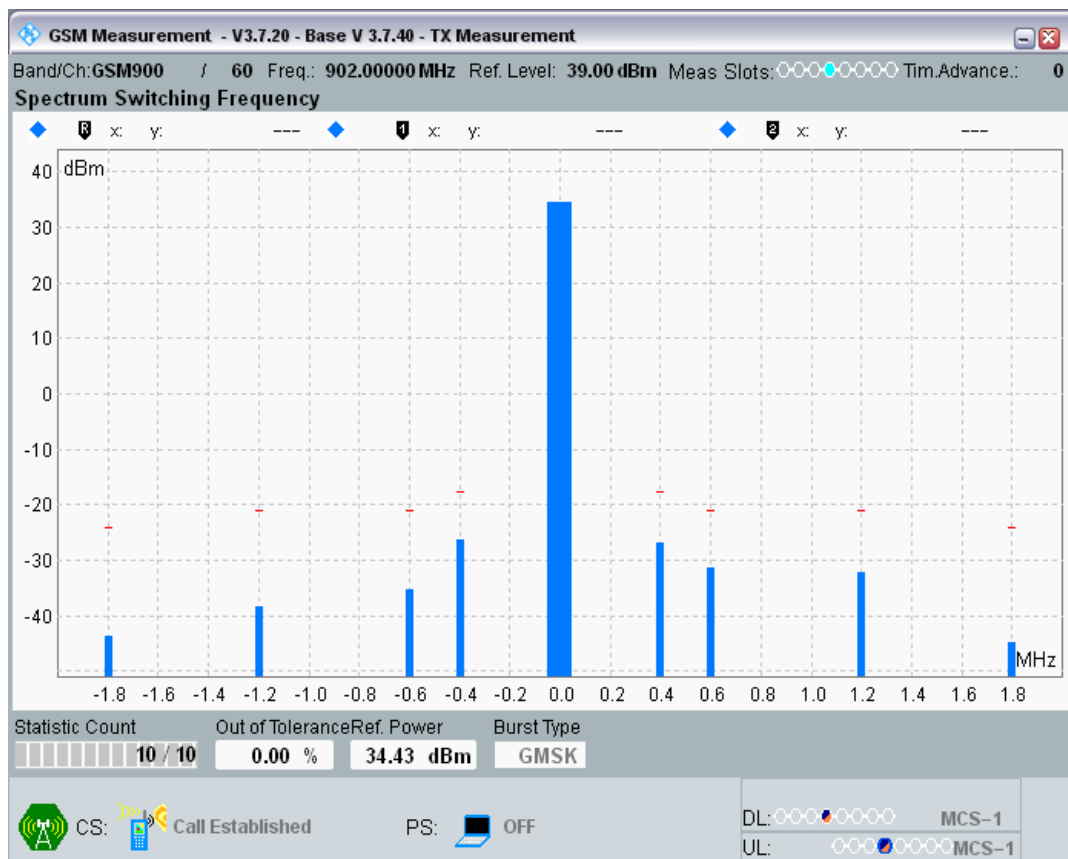 GSM Measurement - V3.7.20 - Base V 3.7.40 - TX Measurement
Band/Ch:GSM900 / 60 Freq.: 902.00000 MHz Ref. Level: 39.00 dBm Meas Slots: Tim.Advance.: 0
Spectrum Switching Frequency
R x: y: --- 1 x: y: --- 2 x: y: ---
dBm
40
30
20
10
0
-10
-20
-30
-40
MHz
-1.8 -1.6 -1.4 -1.2 -1.0 -0.8 -0.6 -0.4 -0.2 0.0 0.2 0.4 0.6 0.8 1.0 1.2 1.4 1.6 1.8
Statistic Count Out of Tolerance Ref. Power Burst Type
10 / 10 0.00 % 34.43 dBm GMSK
CS: Call Established PS: OFF
DL: MCS-1
UL: MCS-1